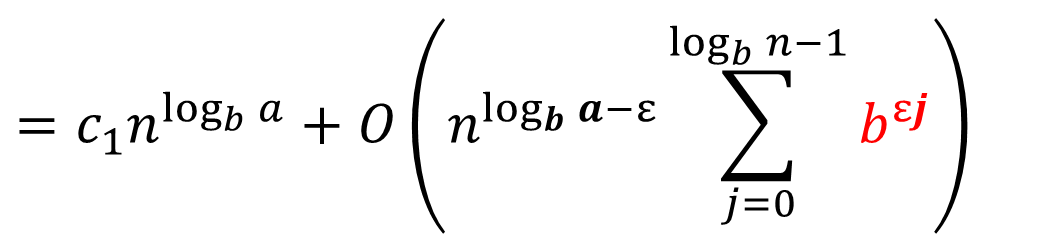 = c₁n^{log_b a} + O(n^{log_b a−ε} ∑_{j=0}^{log_b n−1} b^{εj})